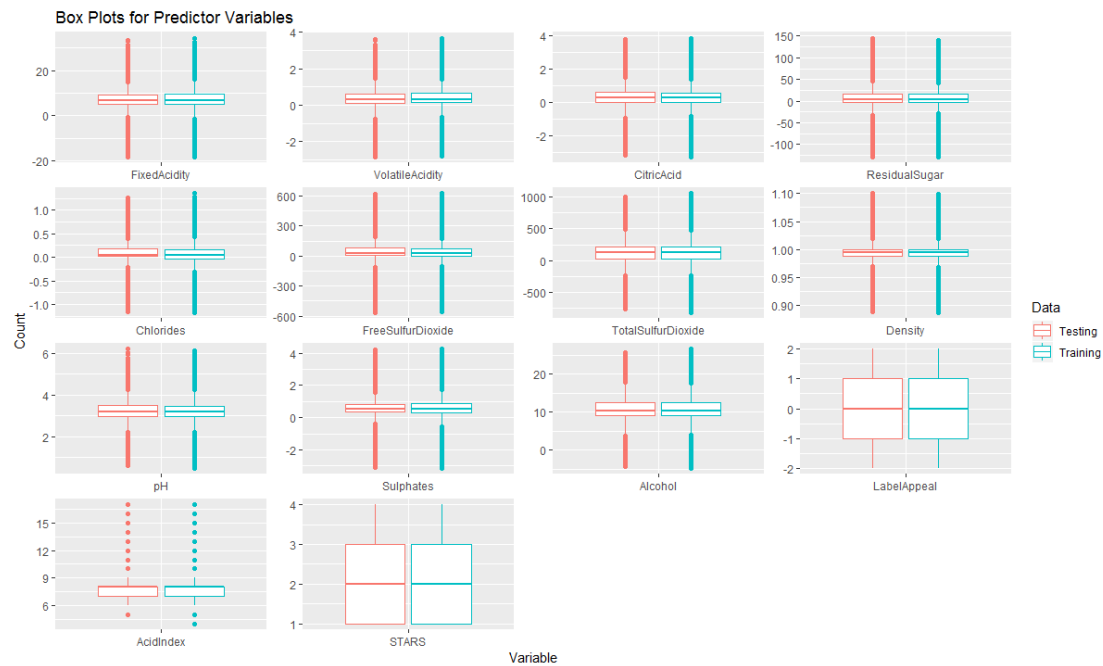 Box Plots for Predictor Variables
Count
20
0
-20
FixedAcidity
4
2
0
-2
VolatileAcidity
4
2
0
-2
CitricAcid
150
100
50
0
-50
-100
ResidualSugar
1.0
0.5
0.0
-0.5
-1.0
Chlorides
600
300
0
-300
-600
FreeSulfurDioxide
1000
500
0
-500
TotalSulfurDioxide
1.10
1.05
1.00
0.95
0.90
Density
6
4
2
pH
4
2
0
-2
Sulphates
20
10
0
Alcohol
2
1
0
-1
-2
LabelAppeal
15
12
9
6
AcidIndex
4
3
2
1
STARS
Variable
Data
Testing
Training